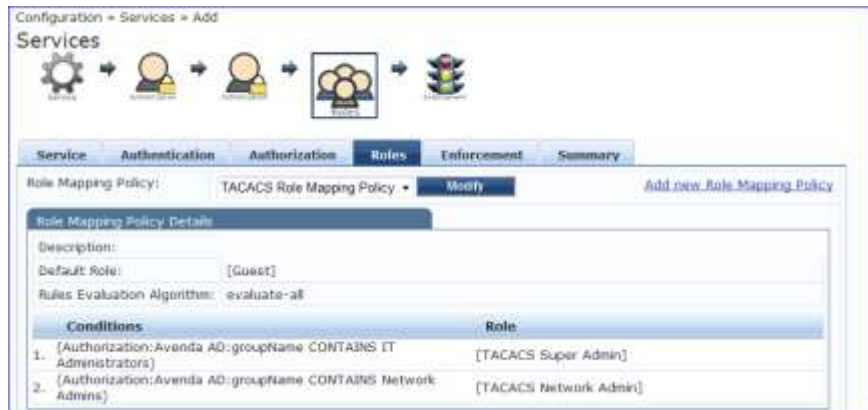 Configuration » Services » Add
Services
Service
Roles
Service Authentication Authorization Roles Enforcement Summary
Role Mapping Policy: TACACS Role Mapping Policy Modify Add new Role Mapping Policy
Role Mapping Policy Details
Description:
Default Role: [Guest]
Rules Evaluation Algorithm: evaluate-all
Conditions Role
1. (Authorization:Avenda AD:groupName CONTAINS IT Administrators) [TACACS Super Admin]
2. (Authorization:Avenda AD:groupName CONTAINS Network Admins) [TACACS Network Admin]